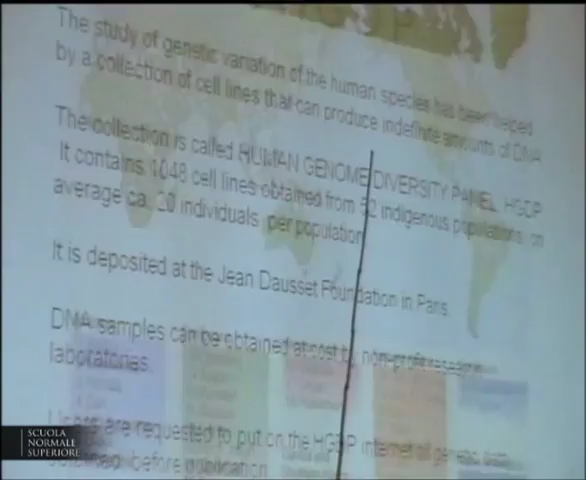 The study of genetic variation of the human species has been helped
by a collection of cell lines that can produce indefinite amounts of DNA
The collection is called HUMAN GENOME DIVERSITY PANEL, HGDP
It contains 1048 cell lines obtained from 52 indigenous populations, on
average ca. 20 individuals per population
It is deposited at the Jean Dausset Foundation in Paris
DNA samples can be obtained at cost by non-profit research
laboratories.
Users are requested to put on the HGDP internet all genetic data
obtained before publication
SCUOLA
NORMALE
SUPERIORE